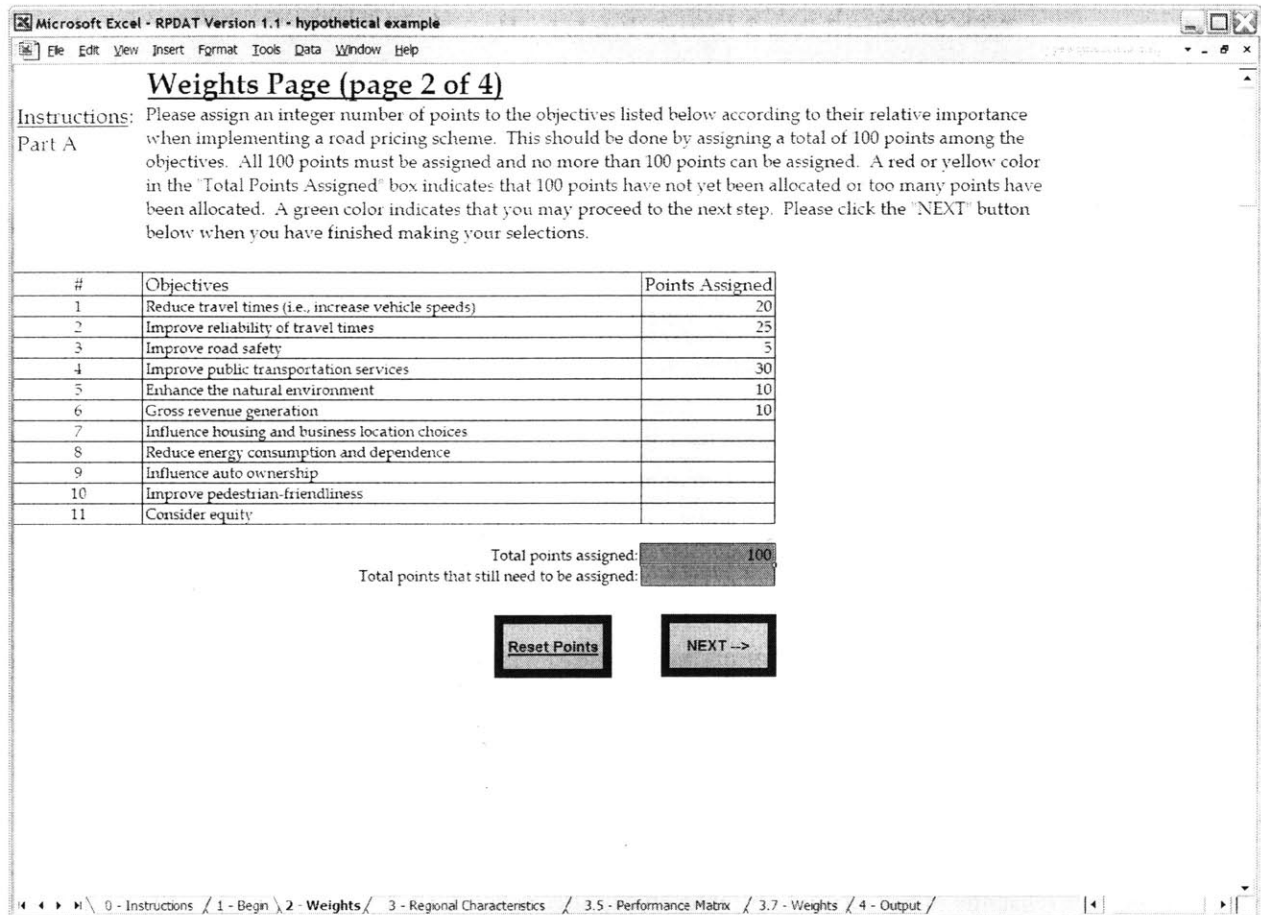 Microsoft Excel - RPDAT Version 1.1 - hypothetical example
File Edit View Insert Format Tools Data Window Help
Weights Page (page 2 of 4)
Instructions: Please assign an integer number of points to the objectives listed below according to their relative importance
Part A when implementing a road pricing scheme. This should be done by assigning a total of 100 points among the
objectives. All 100 points must be assigned and no more than 100 points can be assigned. A red or yellow color
in the "Total Points Assigned" box indicates that 100 points have not yet been allocated or too many points have
been allocated. A green color indicates that you may proceed to the next step. Please click the "NEXT" button
below when you have finished making your selections.
# Objectives Points Assigned
1 Reduce travel times (i.e., increase vehicle speeds) 20
2 Improve reliability of travel times 25
3 Improve road safety 5
4 Improve public transportation services 30
5 Enhance the natural environment 10
6 Gross revenue generation 10
7 Influence housing and business location choices
8 Reduce energy consumption and dependence
9 Influence auto ownership
10 Improve pedestrian-friendliness
11 Consider equity
Total points assigned: 100
Total points that still need to be assigned:
Reset Points NEXT -->
0 - Instructions / 1 - Begin \ 2 - Weights / 3 - Regional Characteristics / 3.5 - Performance Matrix / 3.7 - Weights / 4 - Output /